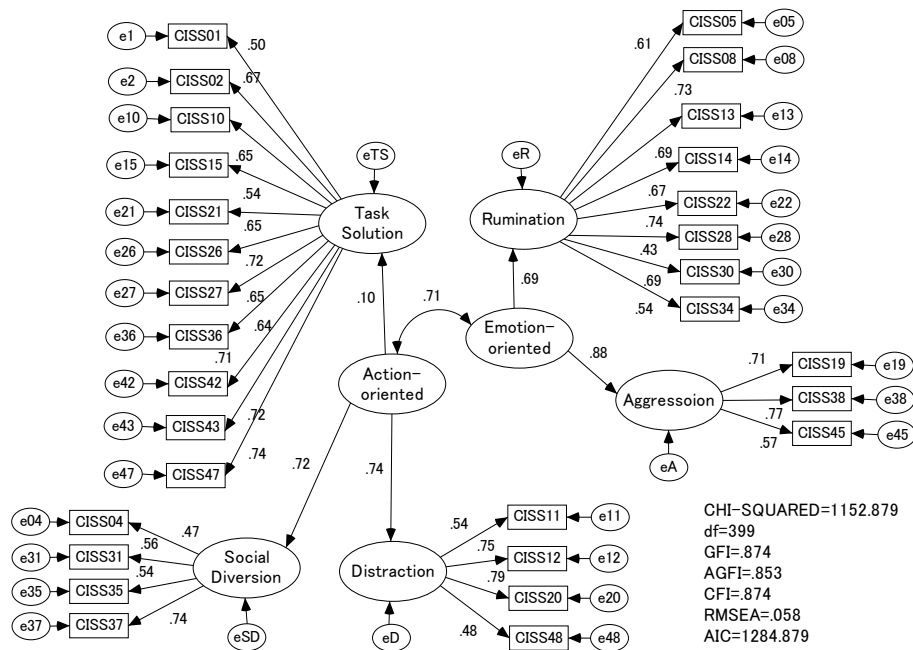 e1
CISS01
.50
e2
CISS02
.67
e10
CISS10
e15
CISS15
.65
e21
CISS21
.54
e26
CISS26
.65
e27
CISS27
.72
e36
CISS36
.65
.64
e42
CISS42
.71
e43
CISS43
.72
e47
CISS47
.74
eTS
Task
Solution
.10
.71
eR
Rumination
.69
CISS05
e05
.61
CISS08
e08
.73
CISS13
e13
CISS14
e14
.69
CISS22
e22
.67
CISS28
e28
.74
CISS30
e30
.43
CISS34
e34
.69
.54
Emotion-
oriented
.88
Action-
oriented
Aggressoion
eA
CISS19
e19
.71
CISS38
e38
.77
CISS45
e45
.57
.72
.74
e04
CISS04
.47
e31
CISS31
.56
e35
CISS35
.54
e37
CISS37
.74
Social
Diversion
eSD
Distraction
eD
CISS11
e11
.54
CISS12
e12
.75
CISS20
e20
.79
CISS48
e48
.48
CHI-SQUARED=1152.879
df=399
GFI=.874
AGFI=.853
CFI=.874
RMSEA=.058
AIC=1284.879